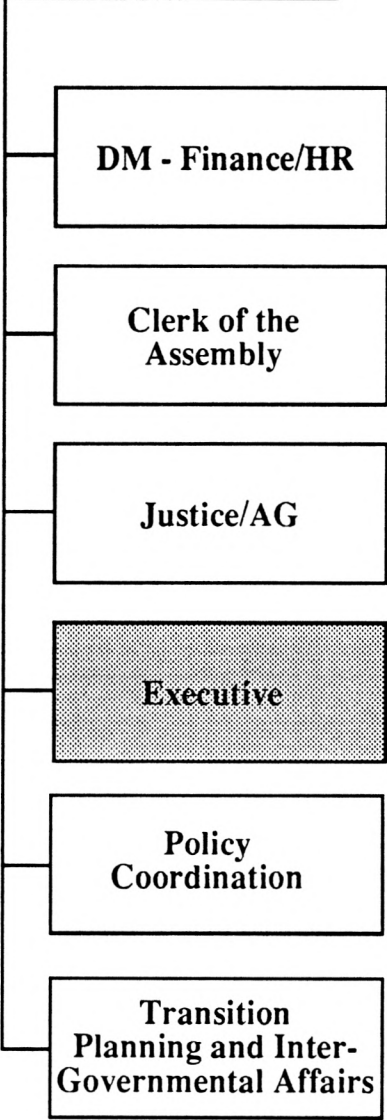 DM - Finance/HR
Clerk of the
Assembly
Justice/AG
Executive
Policy
Coordination
Transition
Planning and Inter-
Governmental Affairs